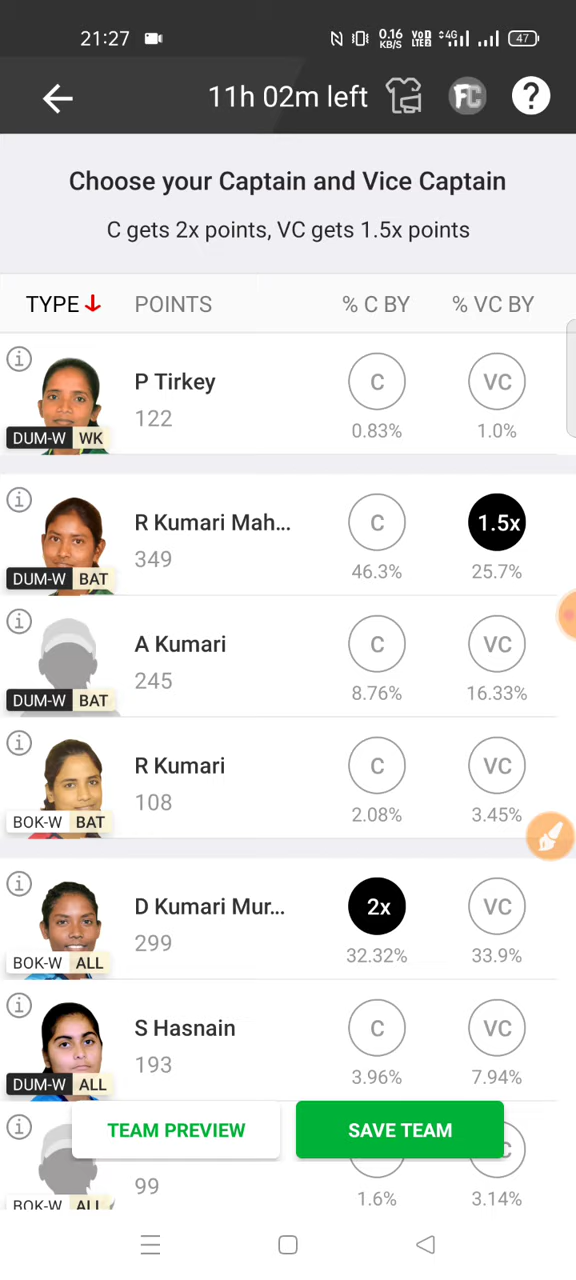 21:27
0.16 KB/S Vo LTE 4G 47
11h 02m left
FC ?
Choose your Captain and Vice Captain
C gets 2x points, VC gets 1.5x points
TYPE POINTS % C BY % VC BY
P Tirkey C VC
122
0.83% 1.0%
DUM-W WK
R Kumari Mah... C 1.5x
349
46.3% 25.7%
DUM-W BAT
A Kumari C VC
245
8.76% 16.33%
DUM-W BAT
R Kumari C VC
108
2.08% 3.45%
BOK-W BAT
D Kumari Mur... 2x VC
299
32.32% 33.9%
BOK-W ALL
S Hasnain C VC
193
3.96% 7.94%
DUM-W ALL
TEAM PREVIEW SAVE TEAM
99
1.6% 3.14%
BOK-W ALL